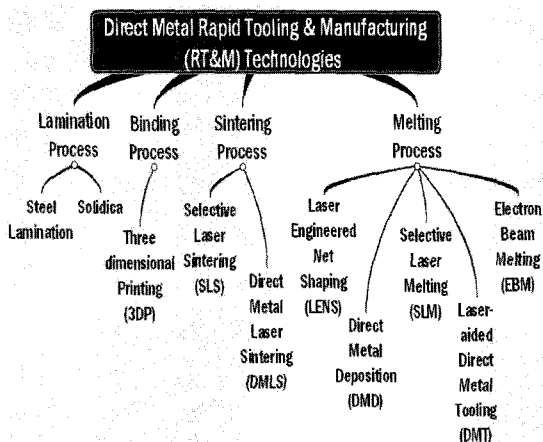 Direct Metal Rapid Tooling & Manufacturing
(RT&M) Technologies
Lamination
Process
Binding
Process
Sintering
Process
Melting
Process
Steel
Lamination
Solidica
Three
dimensional
Printing
(3DP)
Selective
Laser
Sintering
(SLS)
Direct
Metal
Laser
Sintering
(DMLS)
Laser
Engineered
Net
Shaping
(LENS)
Direct
Metal
Deposition
(DMD)
Selective
Laser
Melting
(SLM)
Laser-
aided
Direct
Metal
Tooling
(DMT)
Electron
Beam
Melting
(EBM)